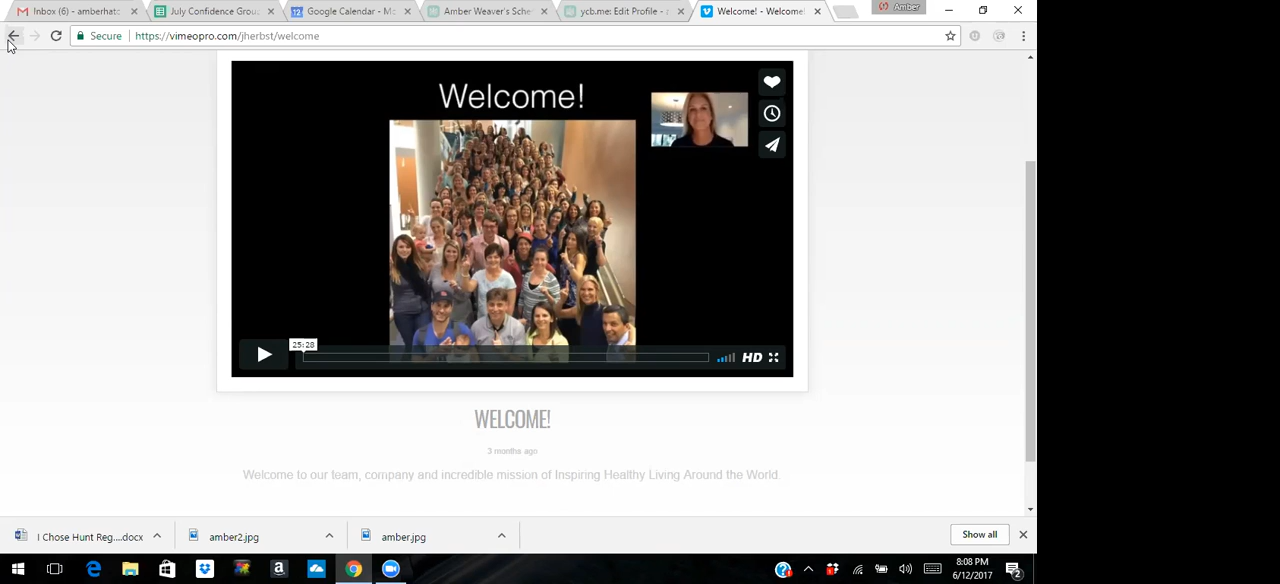 Inbox (6) - amberhato
July Confidence Grou
Google Calendar - Mo
Amber Weaver's Sche
ycb.me: Edit Profile - a
Welcome! - Welcome!
Amber
Secure
https://vimeopro.com/jherbst/welcome
Welcome!
25:28
HD
WELCOME!
3 months ago
Welcome to our team, company and incredible mission of Inspiring Healthy Living Around the World.
I Chose Hunt Reg....docx
amber2.jpg
amber.jpg
Show all
8:08 PM
6/12/2017
2